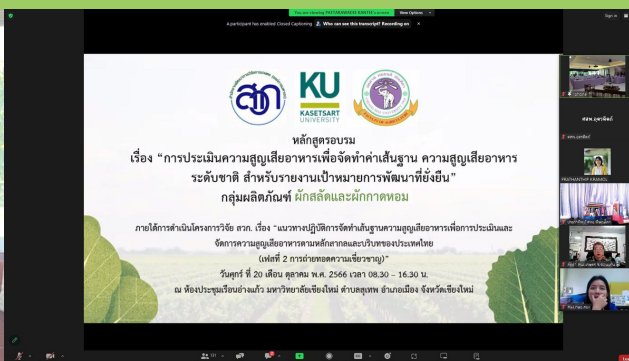 You are viewing PATTARAWADEE NANTA's screen View Options
A participant has enabled Closed Captioning Who can see this transcript? Recording on
Sign in
สวก
KU
KASETSART
UNIVERSITY
หลักสูตรอบรม
เรื่อง “การประเมินความสูญเสียอาหารเพื่อจัดทำค่าเส้นฐาน ความสูญเสียอาหาร
ระดับชาติ สำหรับรายงานเป้าหมายการพัฒนาที่ยั่งยืน”
กลุ่มผลิตภัณฑ์ ผักสลัดและผักกาดหอม
ภายใต้การดำเนินโครงการวิจัย สวก. เรื่อง “แนวทางปฏิบัติการจัดทำเส้นฐานความสูญเสียอาหารเพื่อการประเมินและ
จัดการความสูญเสียอาหารตามหลักสากลและบริบทของประเทศไทย
(เฟสที่ 2 การถ่ายทอดความเชี่ยวชาญ)”
วันศุกร์ ที่ 20 เดือน ตุลาคม พ.ศ. 2566 เวลา 08.30 – 16.30 น.
ณ ห้องประชุมเรือนอ่างแก้ว มหาวิทยาลัยเชียงใหม่ ตำบลสุเทพ อำเภอเมือง จังหวัดเชียงใหม่
PRATHANTHIP KRAMOL